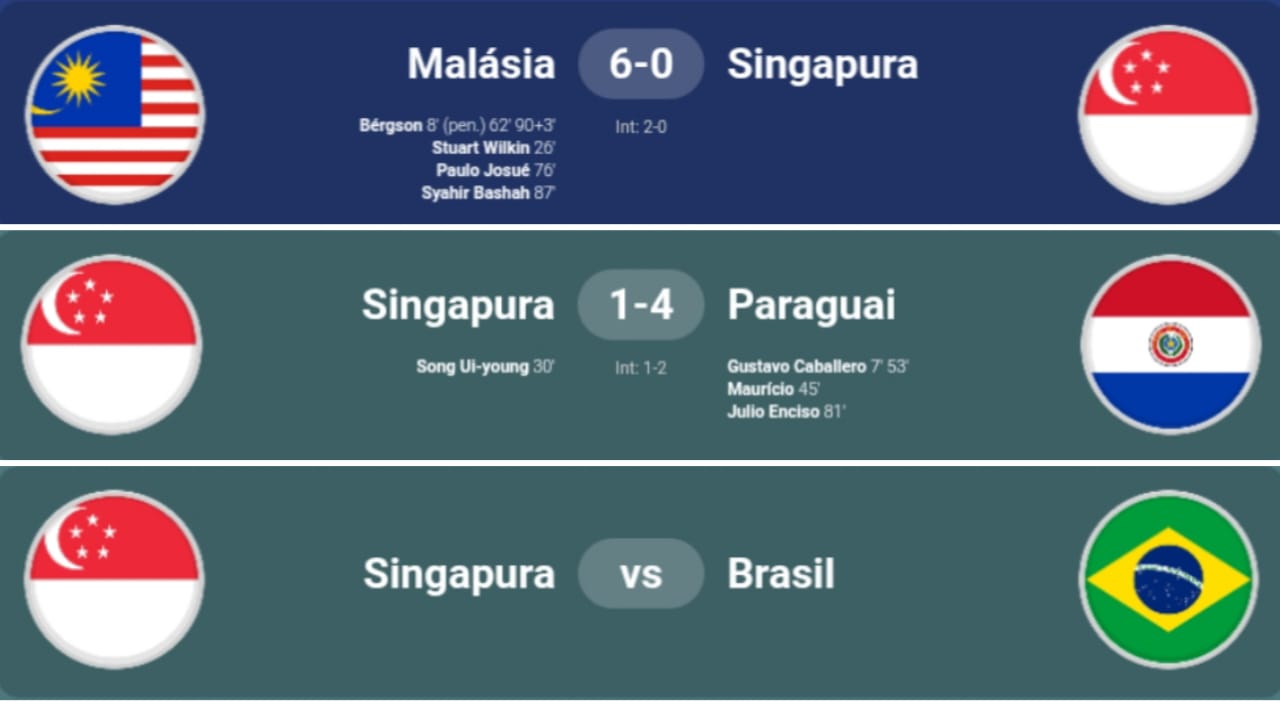 Malásia 6-0 Singapura
Bérgson 8' (pen.) 62' 90+3' Int: 2-0
Stuart Wilkin 26'
Paulo Josué 76'
Syahir Bashah 87'
Singapura 1-4 Paraguai
Song Ui-young 30' Int: 1-2 Gustavo Caballero 7' 53'
Maurício 45'
Julio Enciso 81'
Singapura vs Brasil